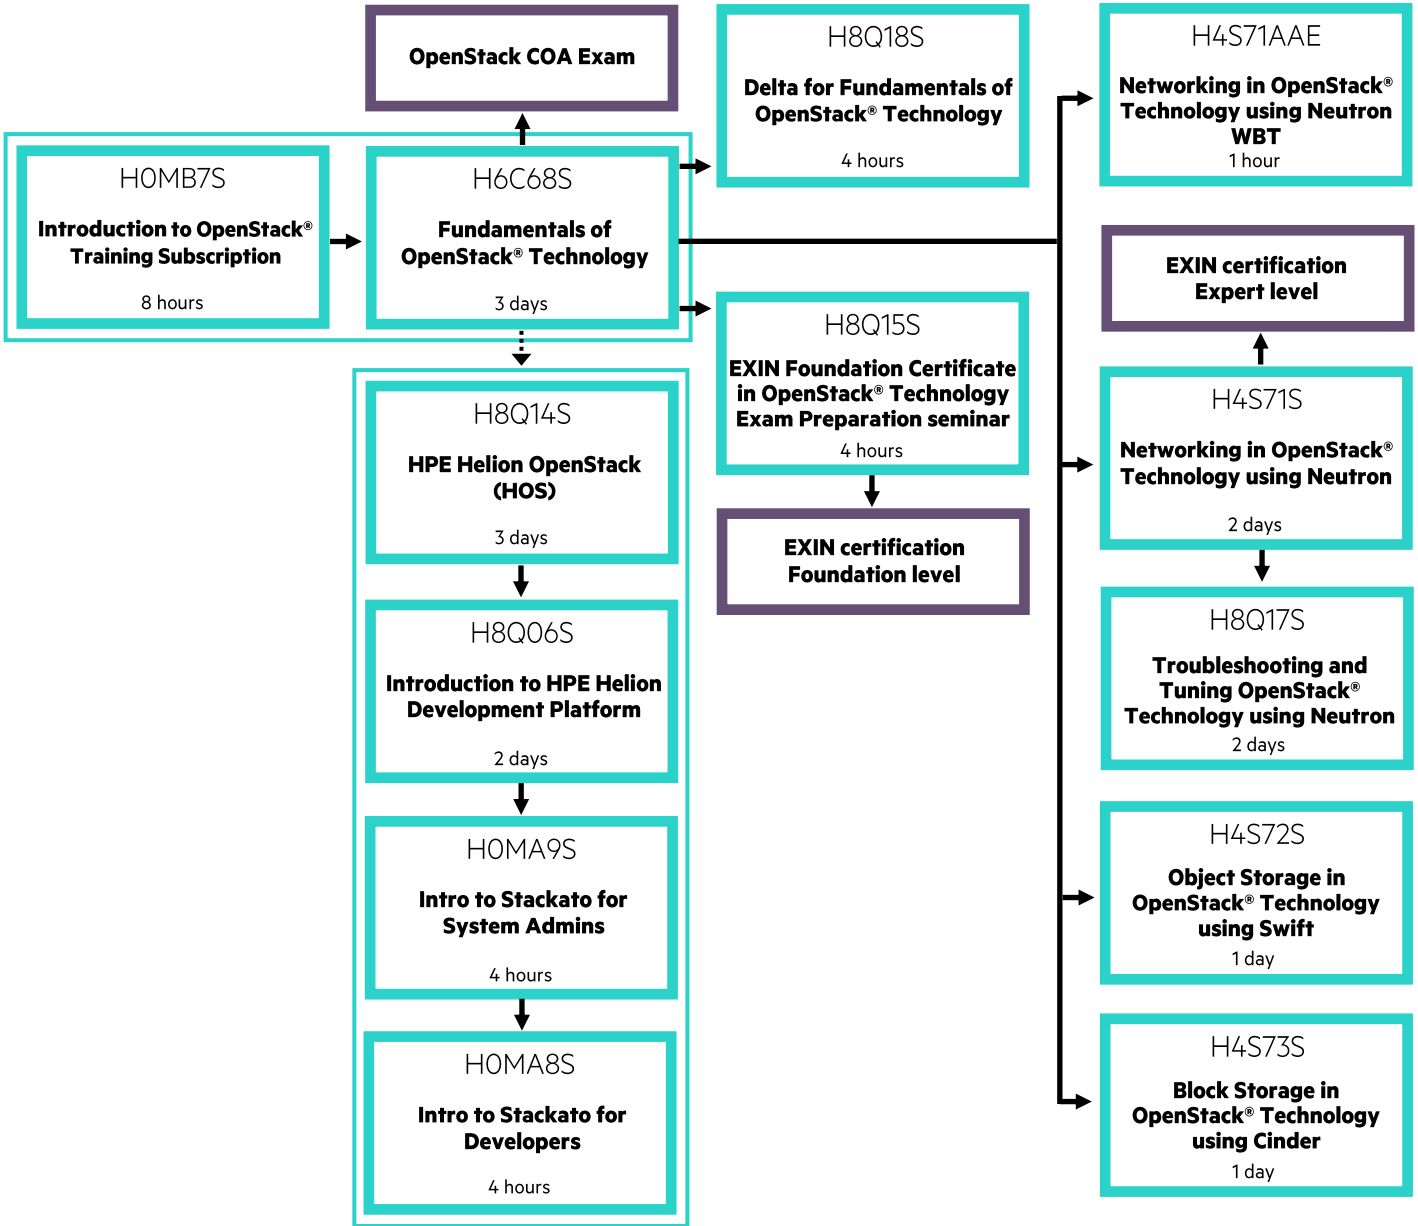 OpenStack COA Exam
H0MB7S
Introduction to OpenStack®
Training Subscription
8 hours
H6C68S
Fundamentals of
OpenStack® Technology
3 days
H8Q14S
HPE Helion OpenStack
(HOS)
3 days
H8Q06S
Introduction to HPE Helion
Development Platform
2 days
H0MA9S
Intro to Stackato for
System Admins
4 hours
H0MA8S
Intro to Stackato for
Developers
4 hours
H8Q18S
Delta for Fundamentals of
OpenStack® Technology
4 hours
H8Q15S
EXIN Foundation Certificate
in OpenStack® Technology
Exam Preparation seminar
4 hours
EXIN certification
Foundation level
H4S71AAE
Networking in OpenStack®
Technology using Neutron
WBT
1 hour
EXIN certification
Expert level
H4S71S
Networking in OpenStack®
Technology using Neutron
2 days
H8Q17S
Troubleshooting and
Tuning OpenStack®
Technology using Neutron
2 days
H4S72S
Object Storage in
OpenStack® Technology
using Swift
1 day
H4S73S
Block Storage in
OpenStack® Technology
using Cinder
1 day